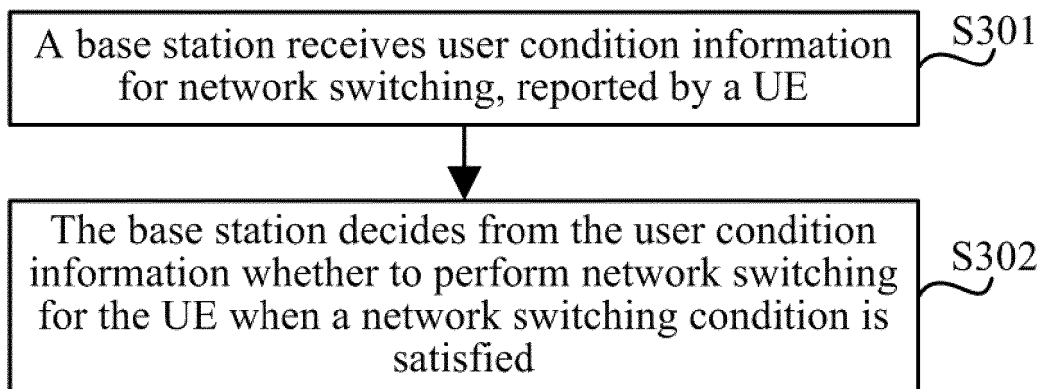 A base station receives user condition information
for network switching, reported by a UE
S301
The base station decides from the user condition
information whether to perform network switching
for the UE when a network switching condition is
satisfied
S302